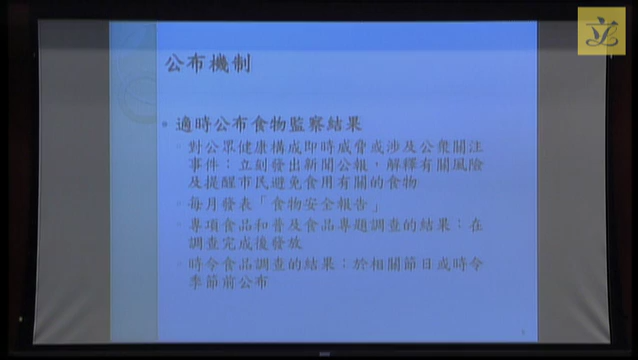 公布機制
適時公布食物監察結果
對公眾健康構成即時威脅或涉及公衆關注
事件：立刻發出新聞公報，解釋有關風險
及提醒市民避免食用有關的食物
每月發表「食物安全報告」
專項食品和普及食品專題調查的結果：在
調查完成後發放
時令食品調查的結果：於相關節日或時令
季節前公布